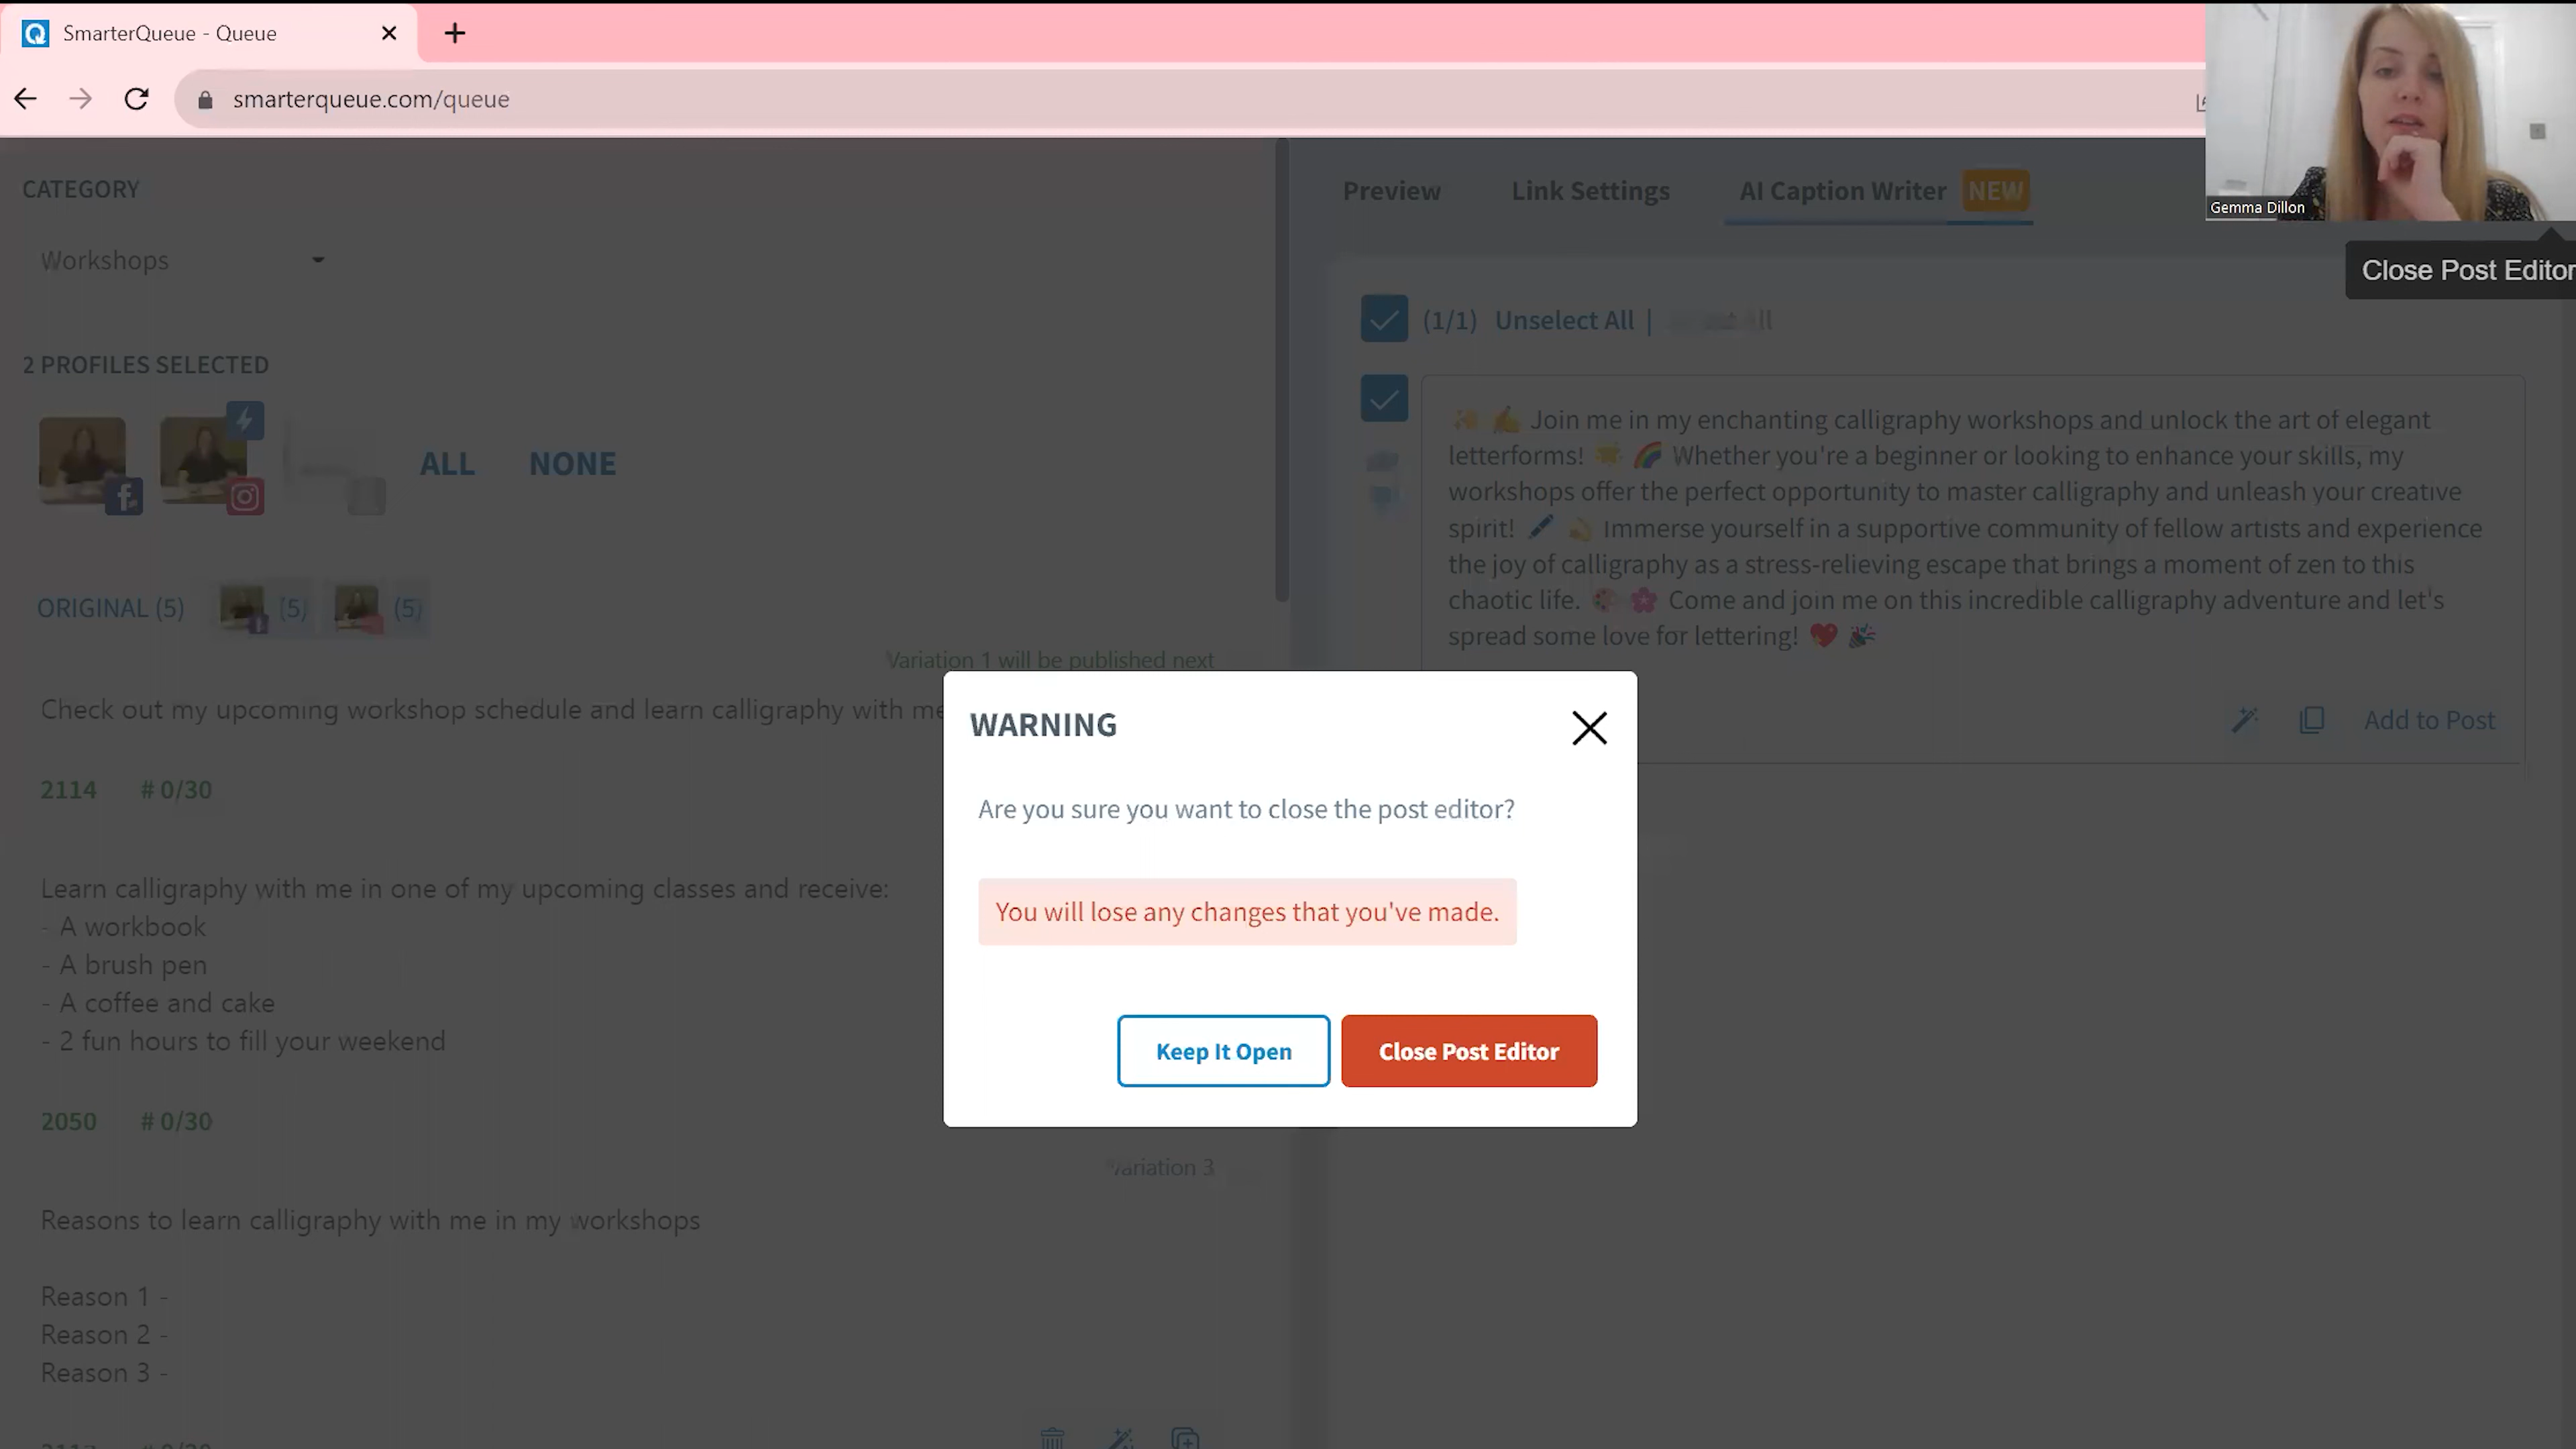 SmarterQueue - Queue
smarterqueue.com/queue
Gemma Dillon
Close Post Editor
CATEGORY
Workshops
2 PROFILES SELECTED
ALL NONE
ORIGINAL (5) (5) (5)
Variation 1 will be published next
Check out my upcoming workshop schedule and learn calligraphy with me
2114 # 0/30
Learn calligraphy with me in one of my upcoming classes and receive:
- A workbook
- A brush pen
- A coffee and cake
- 2 fun hours to fill your weekend
2050 # 0/30
Variation 3
Reasons to learn calligraphy with me in my workshops
Reason 1 -
Reason 2 -
Reason 3 -
Preview Link Settings AI Caption Writer NEW
(1/1) Unselect All |
✨ ✍️ Join me in my enchanting calligraphy workshops and unlock the art of elegant
letterforms! 🌟 🌈 Whether you're a beginner or looking to enhance your skills, my
workshops offer the perfect opportunity to master calligraphy and unleash your creative
spirit! 🖊️ 💫 Immerse yourself in a supportive community of fellow artists and experience
the joy of calligraphy as a stress-relieving escape that brings a moment of zen to this
chaotic life. 🎨 🌸 Come and join me on this incredible calligraphy adventure and let's
spread some love for lettering! 💖 🎉
Add to Post
WARNING
Are you sure you want to close the post editor?
You will lose any changes that you've made.
Keep It Open Close Post Editor